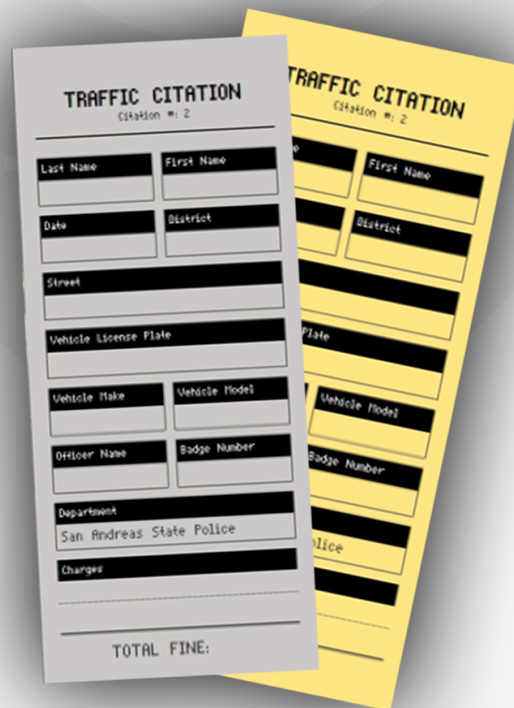 TRAFFIC CITATION
Citation #: 2
Last Name
First Name
Date
District
Street
Vehicle License Plate
Vehicle Make
Vehicle Model
Officer Name
Badge Number
Department
San Andreas State Police
Charges
TOTAL FINE:
TRAFFIC CITATION
Citation #: 2
First Name
District
Plate
Vehicle Model
Badge Number